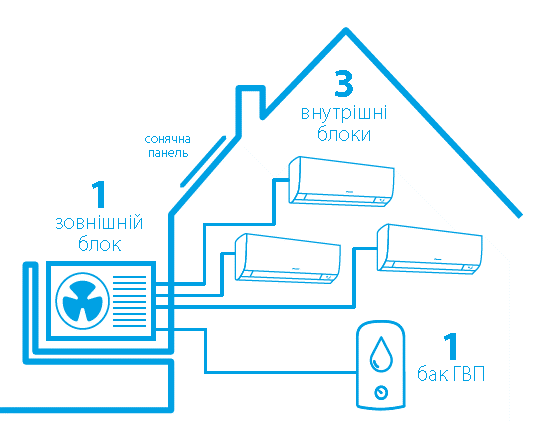 3
внутрішні
блоки
сонячна
панель
1
зовнішній
блок
1
бак ГВП